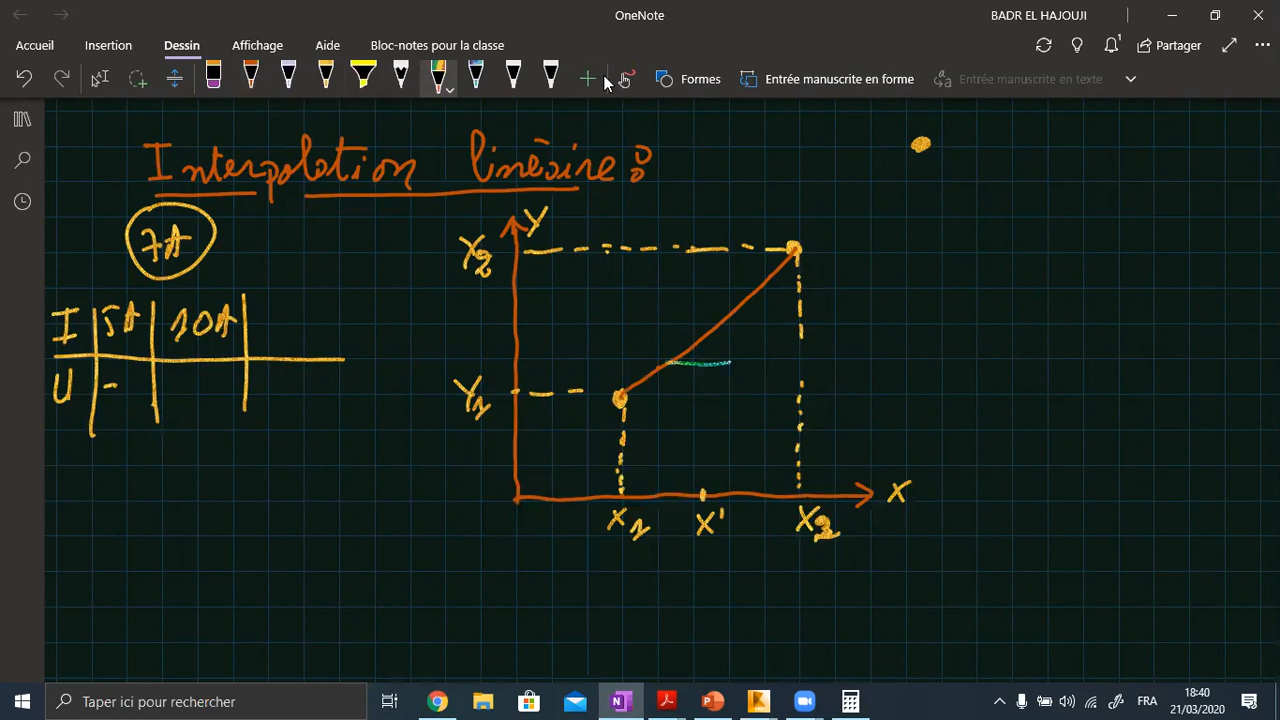 OneNote
BADR EL HAJOUJI
Accueil Insertion Dessin Affichage Aide Bloc-notes pour la classe
Partager
Formes Entrée manuscrite en forme Entrée manuscrite en texte
Interpolation linéaire :
7A
I 5A 10A
U -
Y
Y2
Y1
X
X1 X' X2
Taper ici pour rechercher
FRA
18:40
21/03/2020